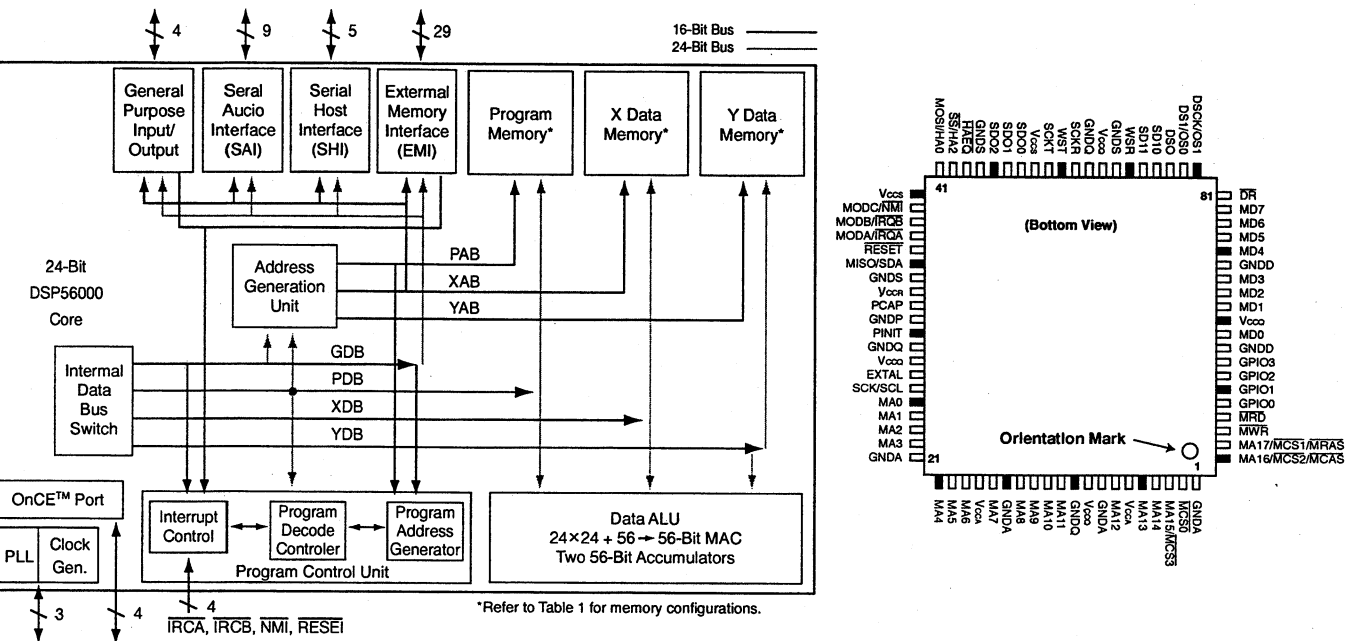 4
9
5
29
16-Bit Bus
24-Bit Bus
General
Purpose
Input/
Output
Seral
Aucio
Interface
(SAI)
Serial
Host
Interface
(SHI)
Exterrnal
Memory
Interface
(EMI)
Program
Memory*
X Data
Memory*
Y Data
Memory*
24-Bit
DSP56000
Core
Address
Generation
Unit
PAB
XAB
YAB
Internal
Data
Bus
Switch
GDB
PDB
XDB
YDB
OnCE™ Port
PLL
Clock
Gen.
Interrupt
Control
Program
Decode
Controler
Program
Address
Generator
Program Control Unit
Data ALU
24×24 + 56 → 56-Bit MAC
Two 56-Bit Accumulators
3
4
4
IRCA, IRCB, NMI, RESEI
*Refer to Table 1 for memory configurations.
MOSI/HA0
SS/HA2
HAEQ
GNDS
SDO2
SDO1
SDO0
VCCS
SCKT
WST
SCKR
GNDQ
VCCQ
GNDS
WSR
SD11
SD10
DSO
DS1/OS0
DSCK/OS1
41
81
(Bottom View)
Orientation Mark
21
1
VCCS
MODC/NMI
MODB/IRQB
MODA/IRQA
RESET
MISO/SDA
GNDS
VCCR
PCAP
GNDP
PINIT
GNDQ
VCCQ
EXTAL
SCK/SCL
MA0
MA1
MA2
MA3
GNDA
DR
MD7
MD6
MD5
MD4
GNDD
MD3
MD2
MD1
VCCQ
MD0
GNDD
GPIO3
GPIO2
GPIO1
GPIO0
MRD
MWR
MA17/MCS1/MRAS
MA16/MCS2/MCAS
MA4
MA5
MA6
VCCA
MA7
GNDA
MA8
MA9
MA10
MA11
GNDQ
VCCQ
GNDA
MA12
VCCA
MA13
MA14
MA15/MCS3
MCS0
GNDA